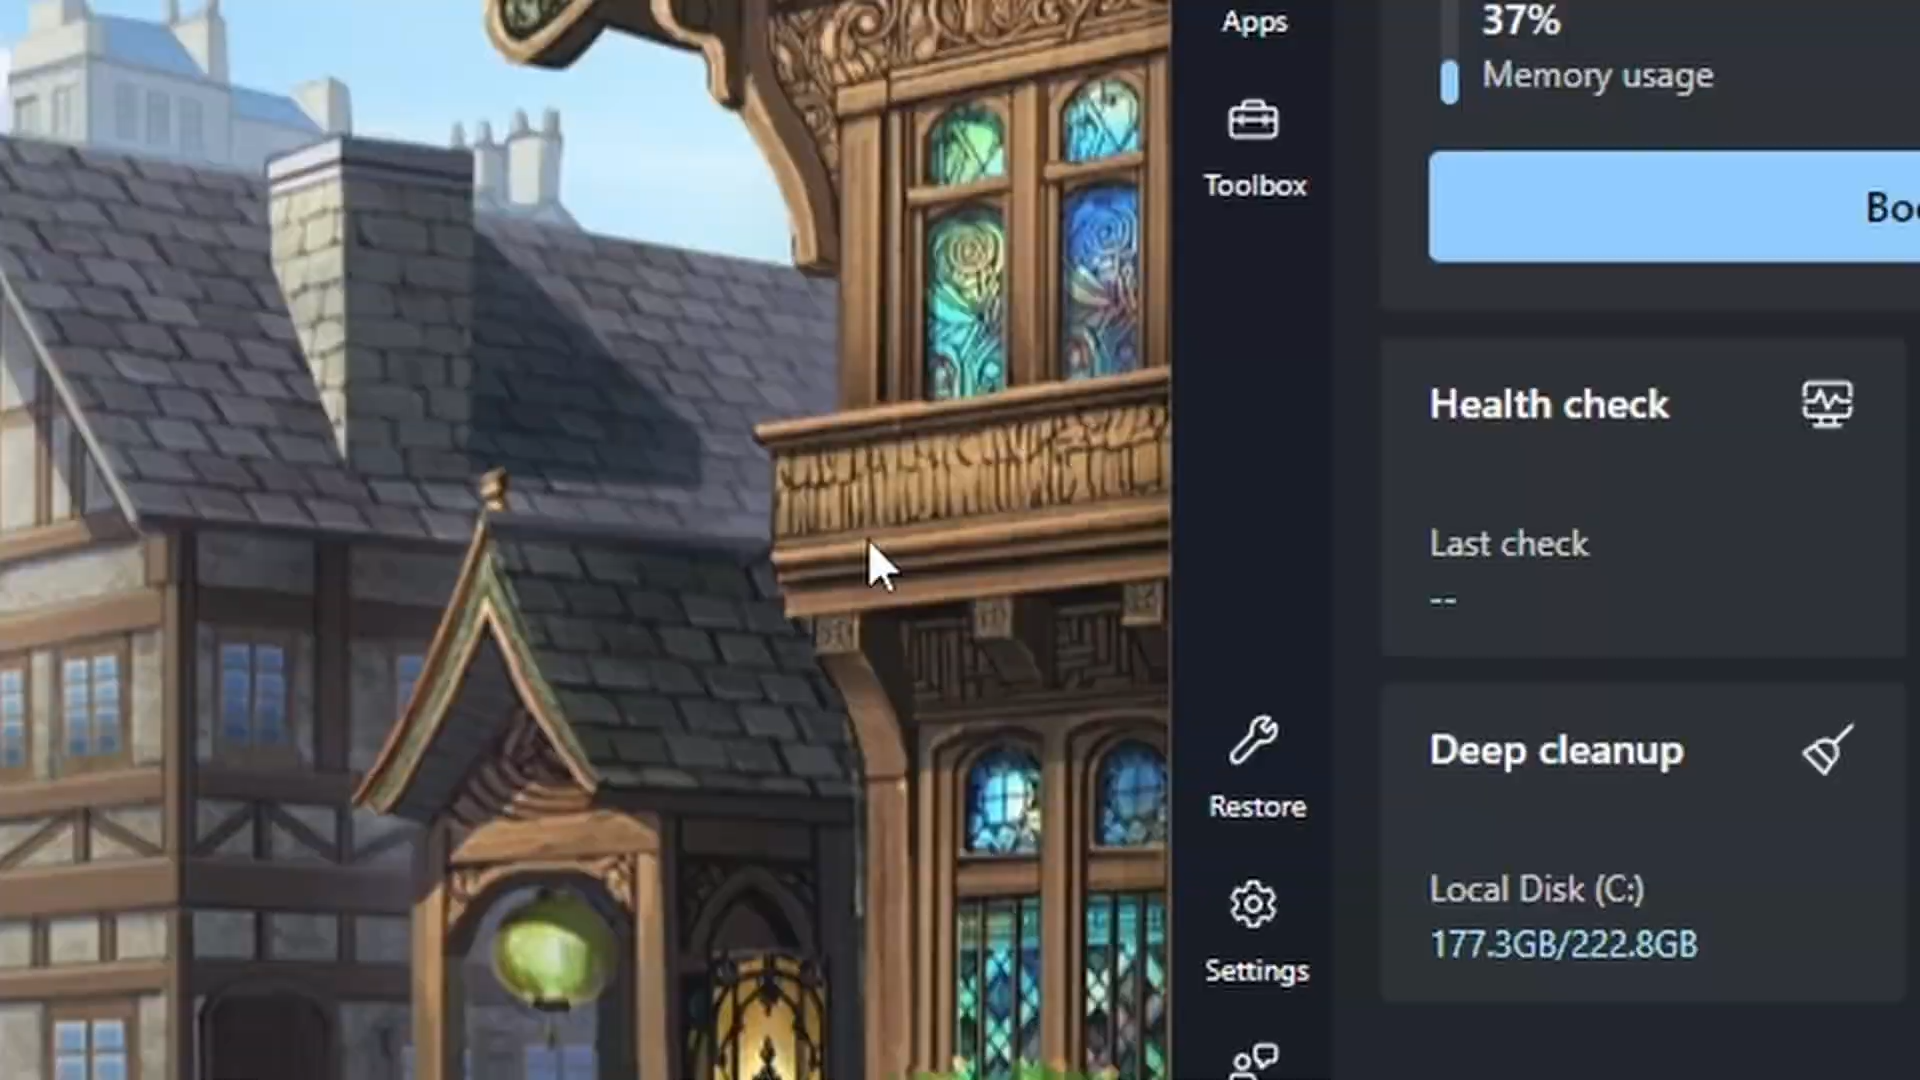 Apps
Toolbox
Restore
Settings
37%
Memory usage
Health check
Last check
--
Deep cleanup
Local Disk (C:)
177.3GB/222.8GB